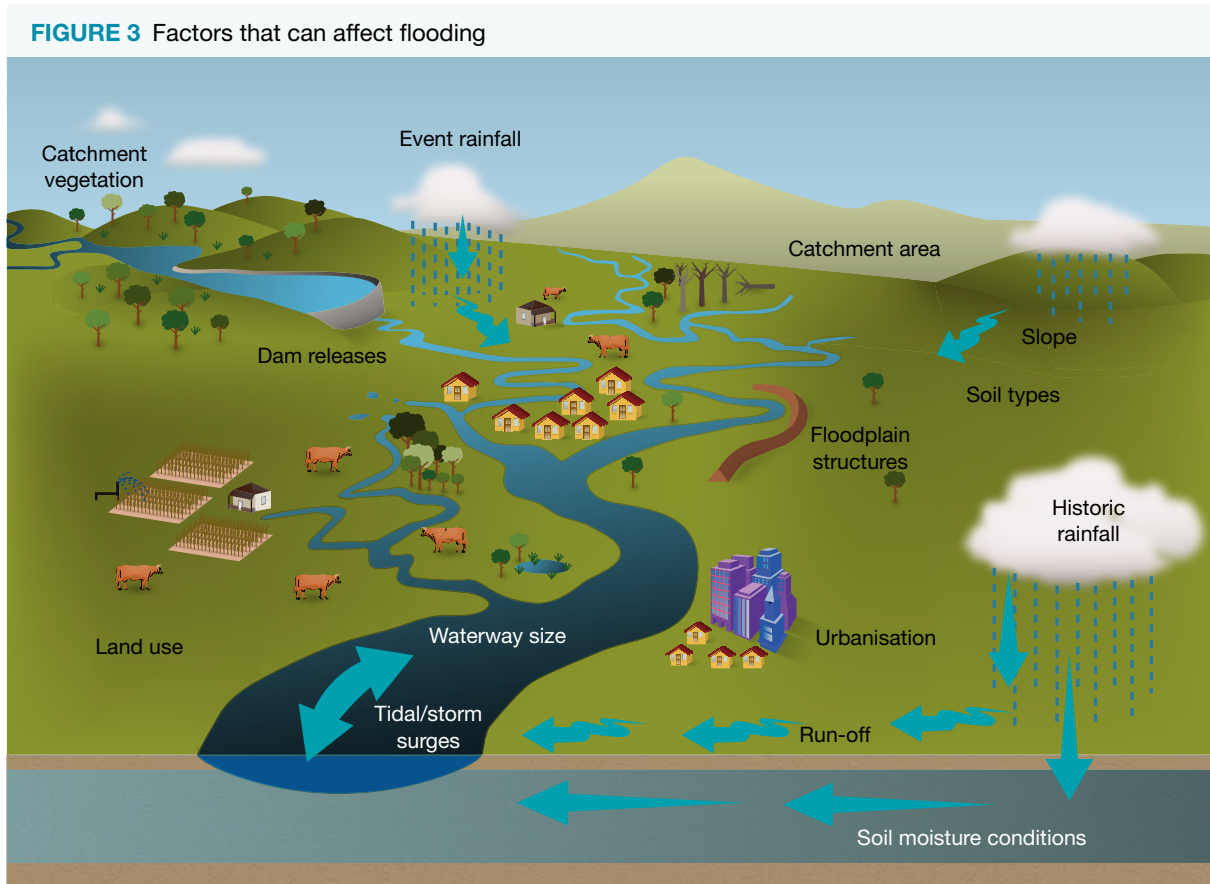 FIGURE 3 Factors that can affect flooding
Catchment
vegetation
Event rainfall
Catchment area
Dam releases
Slope
Soil types
Floodplain
structures
Historic
rainfall
Land use
Waterway size
Urbanisation
Tidal/storm
surges
Run-off
Soil moisture conditions